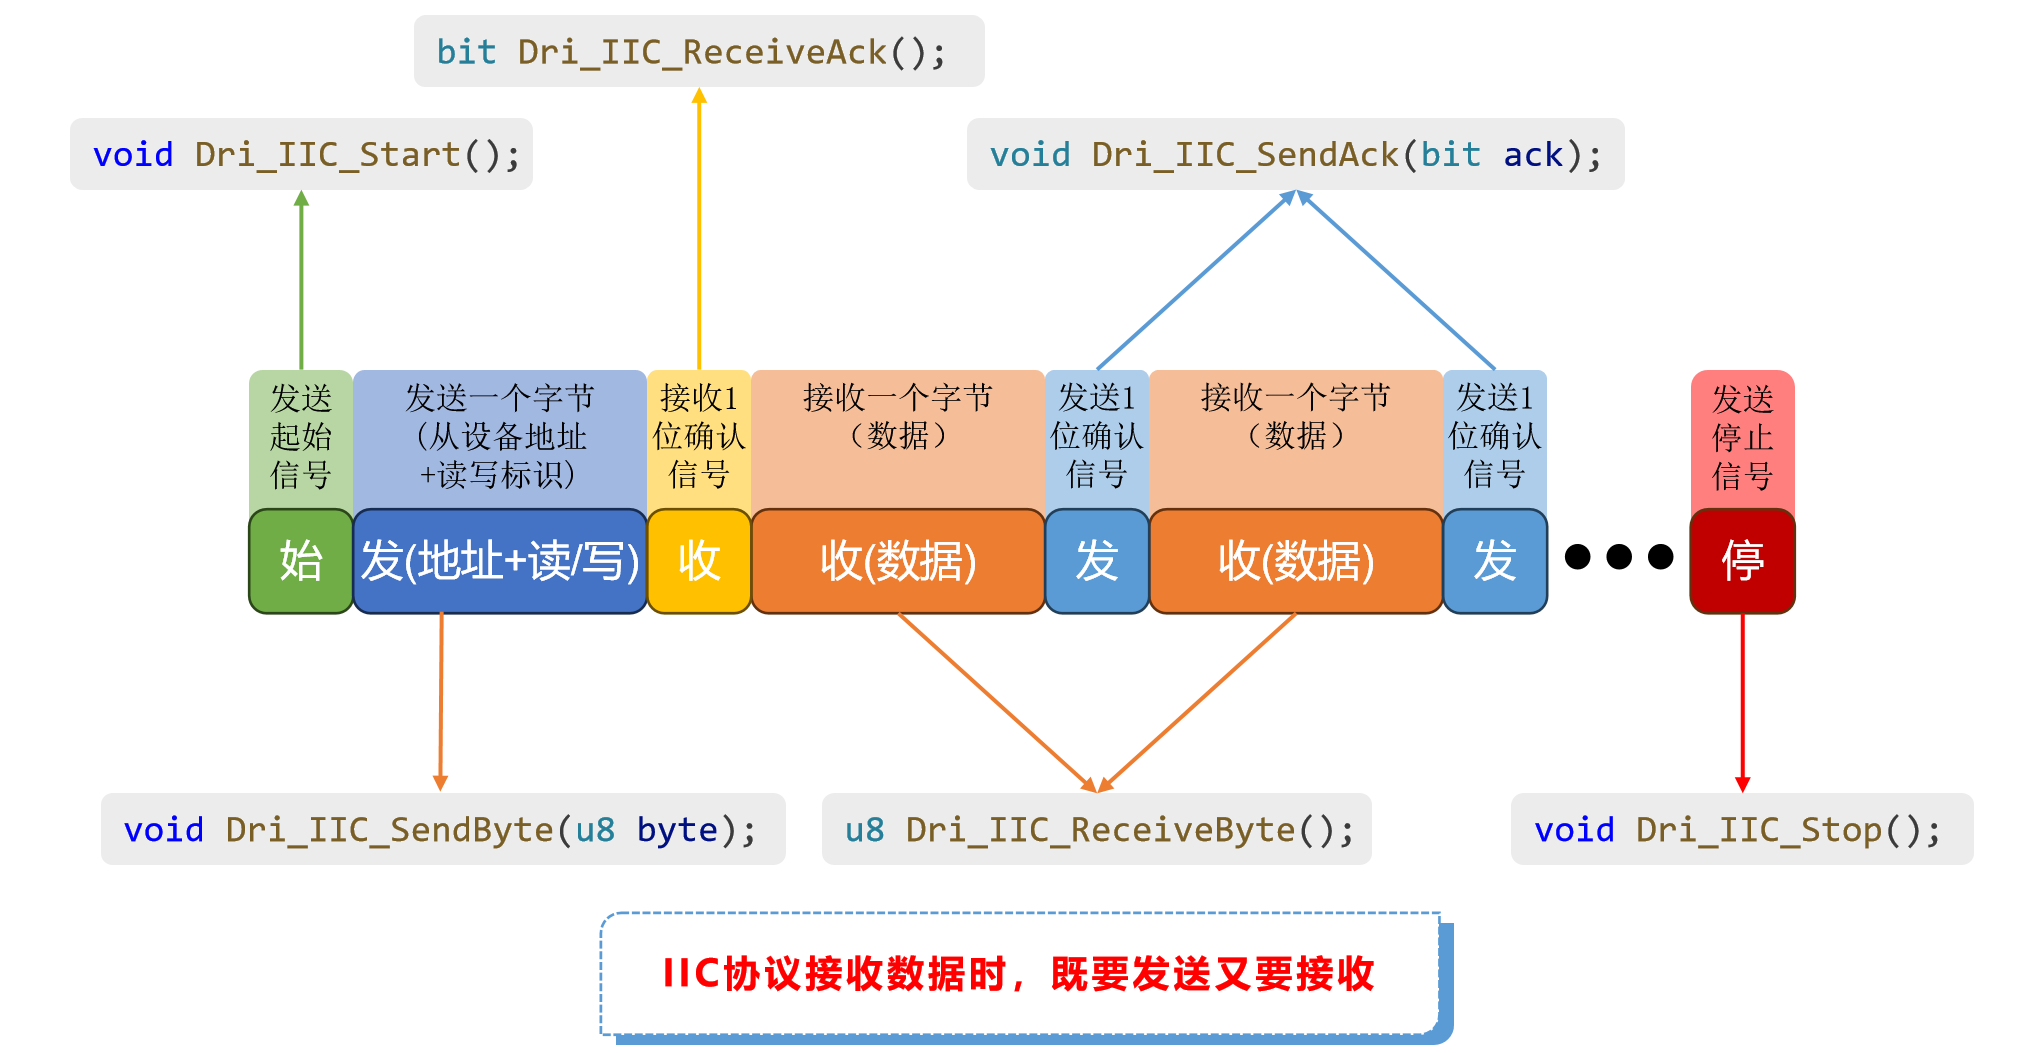 bit Dri_IIC_ReceiveAck();
void Dri_IIC_Start();
void Dri_IIC_SendAck(bit ack);
发送
起始
信号
发送一个字节
(从设备地址
+读写标识)
接收1
位确认
信号
接收一个字节
（数据）
发送1
位确认
信号
接收一个字节
（数据）
发送1
位确认
信号
发送
停止
信号
始
发(地址+读/写)
收
收(数据)
发
收(数据)
发
停
void Dri_IIC_SendByte(u8 byte);
u8 Dri_IIC_ReceiveByte();
void Dri_IIC_Stop();
IIC协议接收数据时，既要发送又要接收